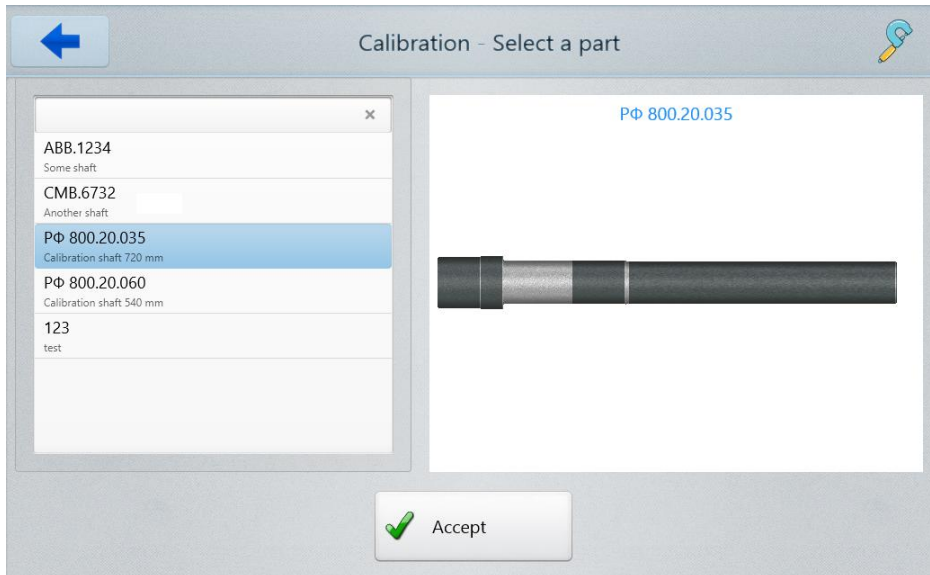 Calibration - Select a part
ABB.1234
Some shaft
CMB.6732
Another shaft
РФ 800.20.035
Calibration shaft 720 mm
РФ 800.20.060
Calibration shaft 540 mm
123
test
РФ 800.20.035
Accept